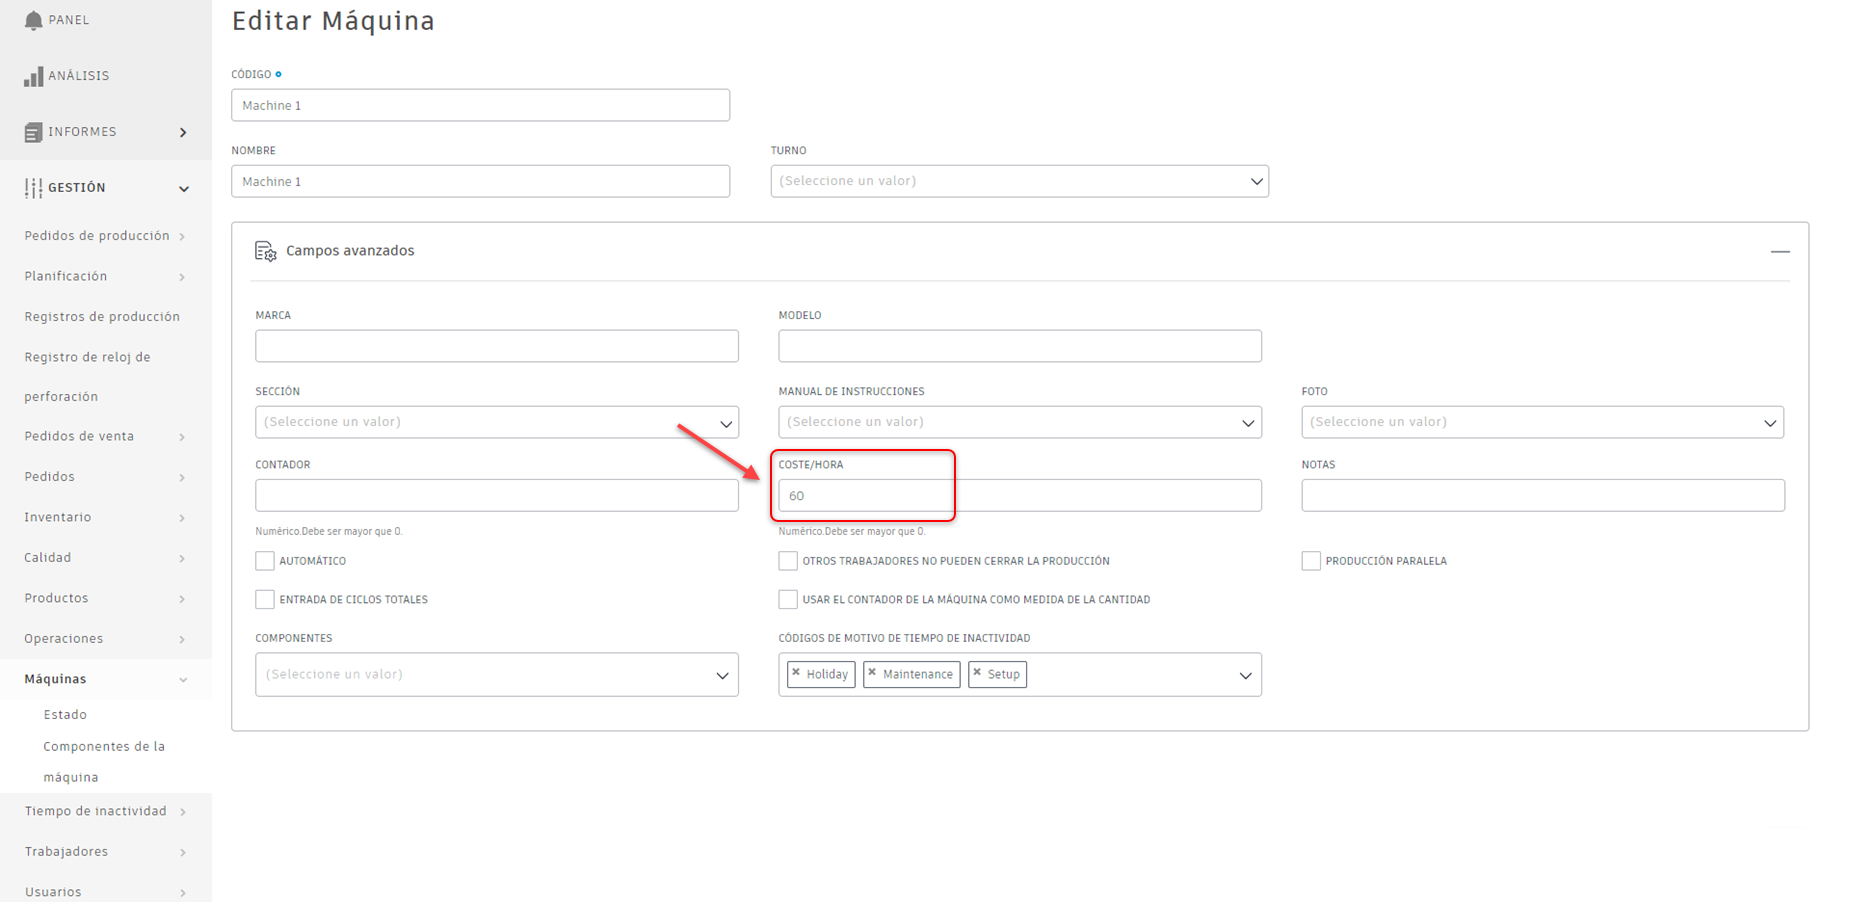 PANEL
ANÁLISIS
INFORMES
GESTIÓN
Pedidos de producción
Planificación
Registros de producción
Registro de reloj de
perforación
Pedidos de venta
Pedidos
Inventario
Calidad
Productos
Operaciones
Máquinas
Estado
Componentes de la
máquina
Tiempo de inactividad
Trabajadores
Usuarios
Editar Máquina
CÓDIGO
Machine 1
NOMBRE
Machine 1
TURNO
(Seleccione un valor)
Campos avanzados
MARCA
MODELO
SECCIÓN
(Seleccione un valor)
MANUAL DE INSTRUCCIONES
(Seleccione un valor)
FOTO
(Seleccione un valor)
CONTADOR
Numérico.Debe ser mayor que 0.
COSTE/HORA
60
Numérico.Debe ser mayor que 0.
NOTAS
AUTOMÁTICO
OTROS TRABAJADORES NO PUEDEN CERRAR LA PRODUCCIÓN
PRODUCCIÓN PARALELA
ENTRADA DE CICLOS TOTALES
USAR EL CONTADOR DE LA MÁQUINA COMO MEDIDA DE LA CANTIDAD
COMPONENTES
(Seleccione un valor)
CÓDIGOS DE MOTIVO DE TIEMPO DE INACTIVIDAD
× Holiday × Maintenance × Setup